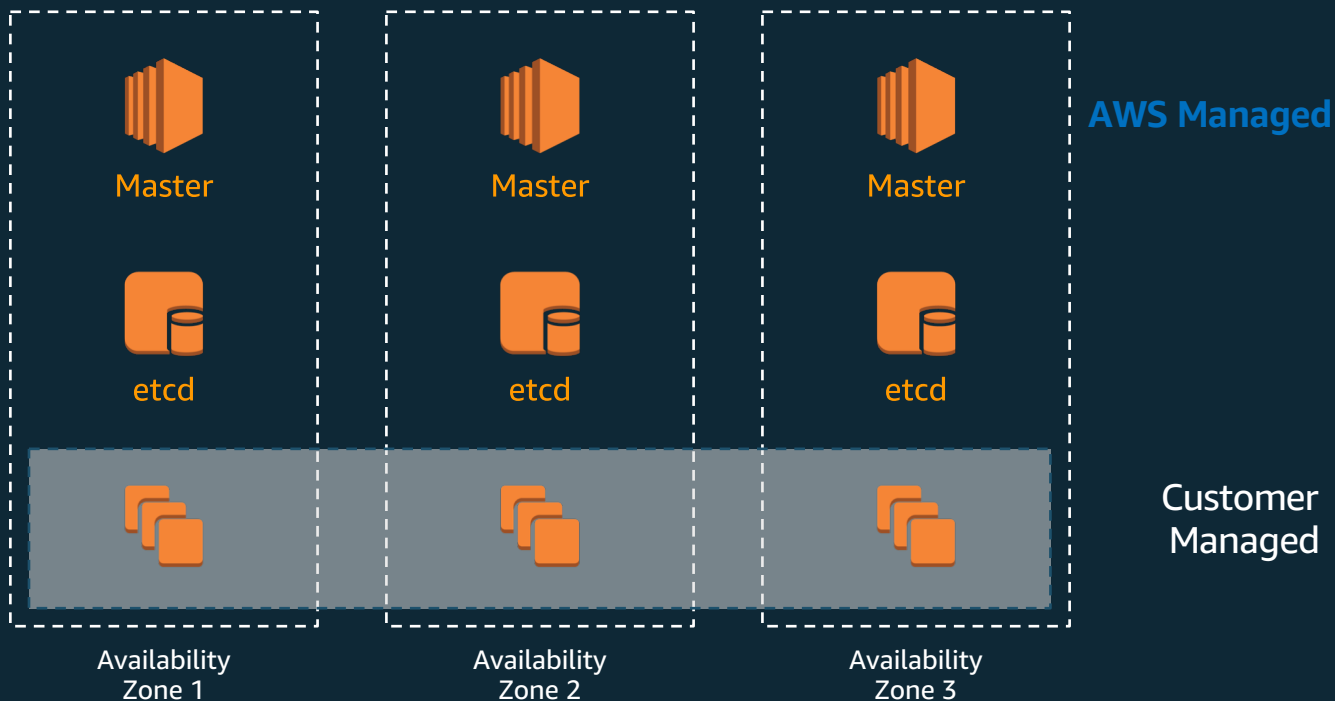 AWS Managed
Master
Master
Master
etcd
etcd
etcd
Customer
Managed
Availability
Zone 1
Availability
Zone 2
Availability
Zone 3